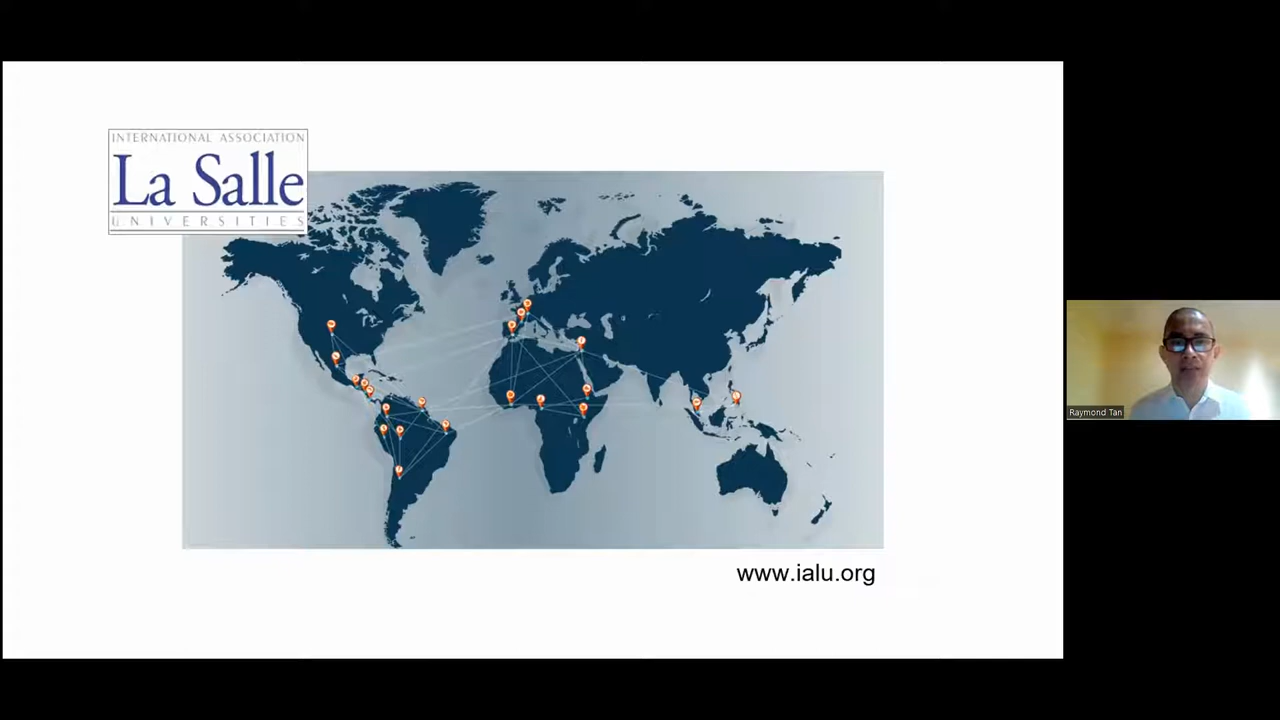 INTERNATIONAL ASSOCIATION
La Salle
UNIVERSITIES
www.ialu.org
Raymond Tan